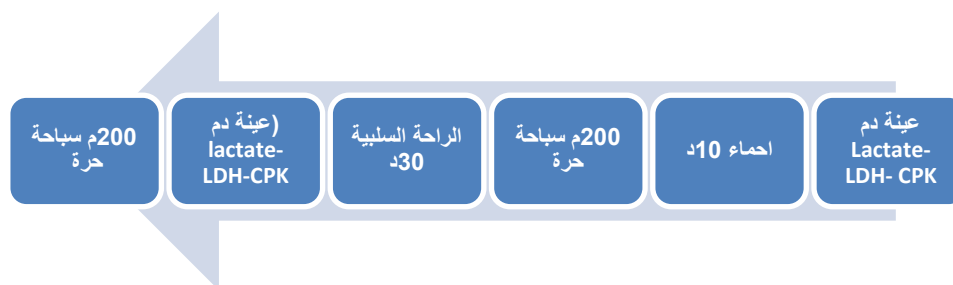 عينة دم
Lactate-
LDH- CPK
احماء 10د
200م سباحة
حرة
الراحة السلبية
30د
(عينة دم
lactate-
LDH-CPK
200م سباحة
حرة